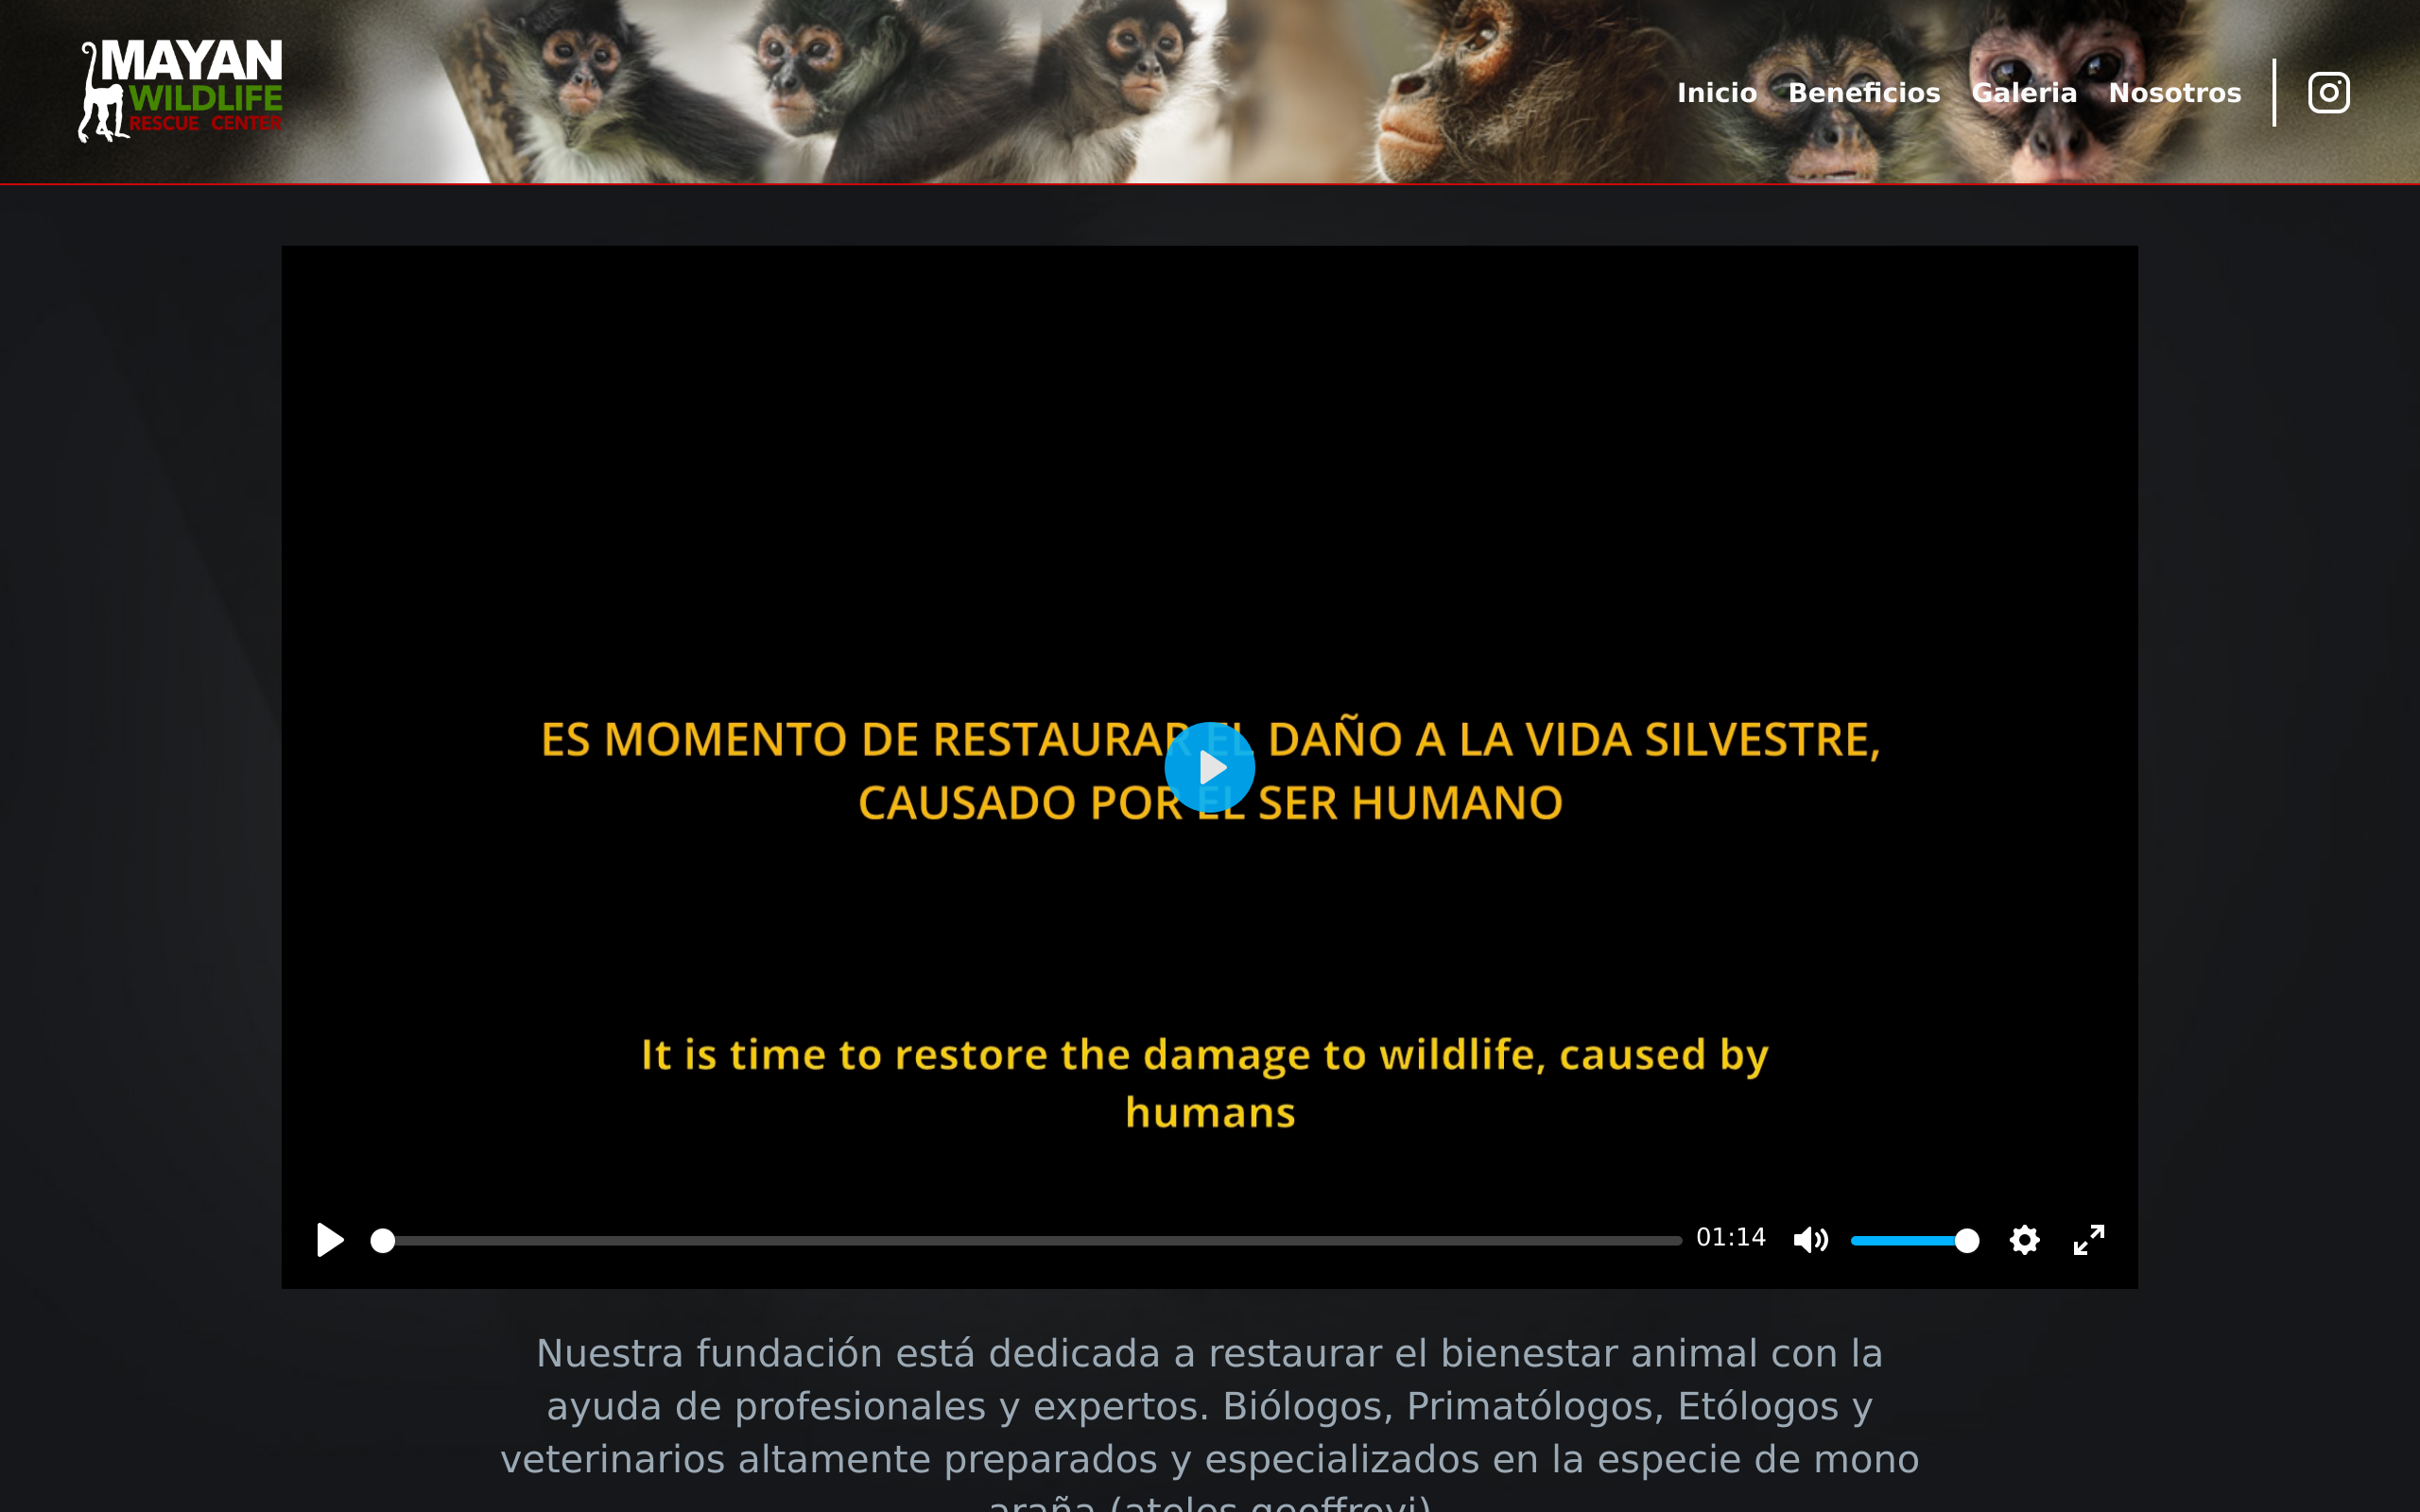 MAYAN
WILDLIFE
RESCUE CENTER
Inicio Beneficios Galeria Nosotros
ES MOMENTO DE RESTAURAR EL DAÑO A LA VIDA SILVESTRE,
CAUSADO POR EL SER HUMANO
It is time to restore the damage to wildlife, caused by
humans
01:14
Nuestra fundación está dedicada a restaurar el bienestar animal con la
ayuda de profesionales y expertos. Biólogos, Primatólogos, Etólogos y
veterinarios altamente preparados y especializados en la especie de mono
araña (ateles geoffroyi)